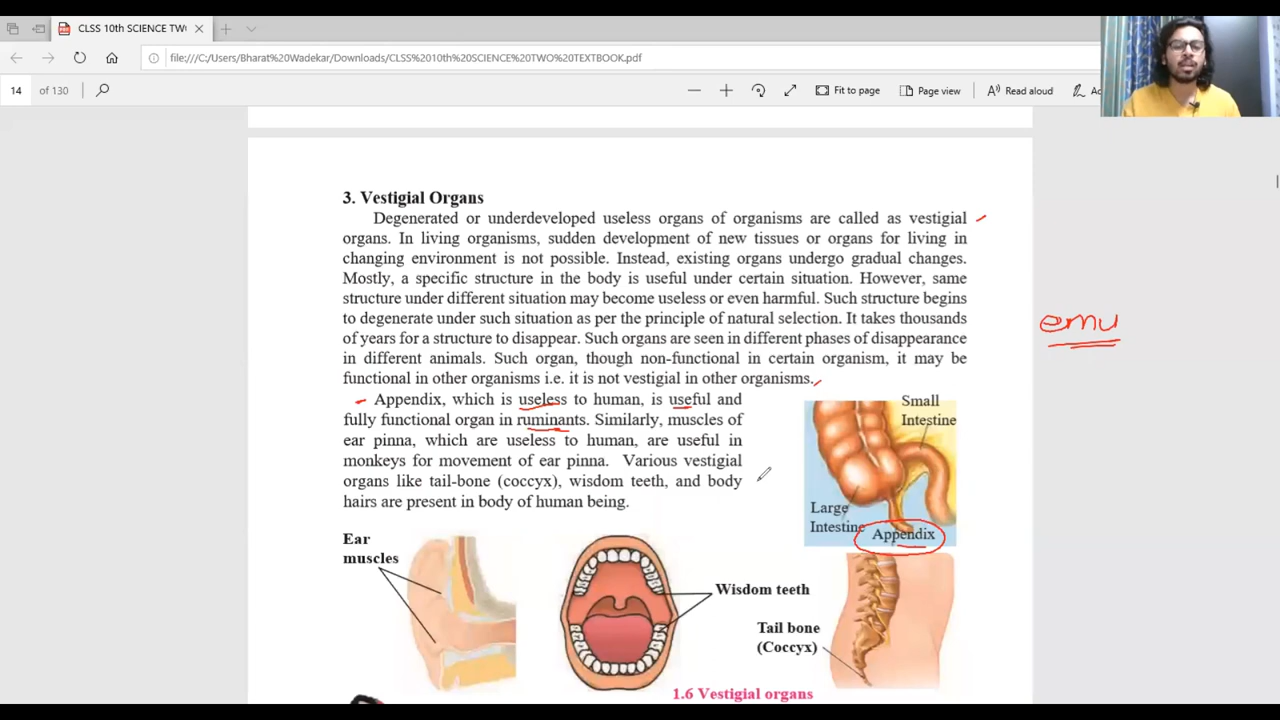 CLSS 10th SCIENCE TWO
file:///C:/Users/Bharat%20Wadekar/Downloads/CLSS%2010th%20SCIENCE%20TWO%20TEXTBOOK.pdf
14 of 130
Fit to page
Page view
Read aloud
3. Vestigial Organs
Degenerated or underdeveloped useless organs of organisms are called as vestigial
organs. In living organisms, sudden development of new tissues or organs for living in
changing environment is not possible. Instead, existing organs undergo gradual changes.
Mostly, a specific structure in the body is useful under certain situation. However, same
structure under different situation may become useless or even harmful. Such structure begins
to degenerate under such situation as per the principle of natural selection. It takes thousands
of years for a structure to disappear. Such organs are seen in different phases of disappearance
in different animals. Such organ, though non-functional in certain organism, it may be
functional in other organisms i.e. it is not vestigial in other organisms.
emu
Appendix, which is useless to human, is useful and
fully functional organ in ruminants. Similarly, muscles of
ear pinna, which are useless to human, are useful in
monkeys for movement of ear pinna. Various vestigial
organs like tail-bone (coccyx), wisdom teeth, and body
hairs are present in body of human being.
Small
Intestine
Large
Intestine
Appendix
Ear
muscles
Wisdom teeth
Tail bone
(Coccyx)
1.6 Vestigial organs